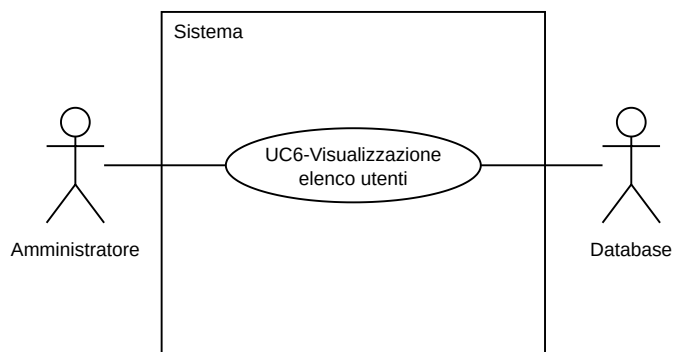 Sistema
UC6-Visualizzazione
elenco utenti
Amministratore
Database